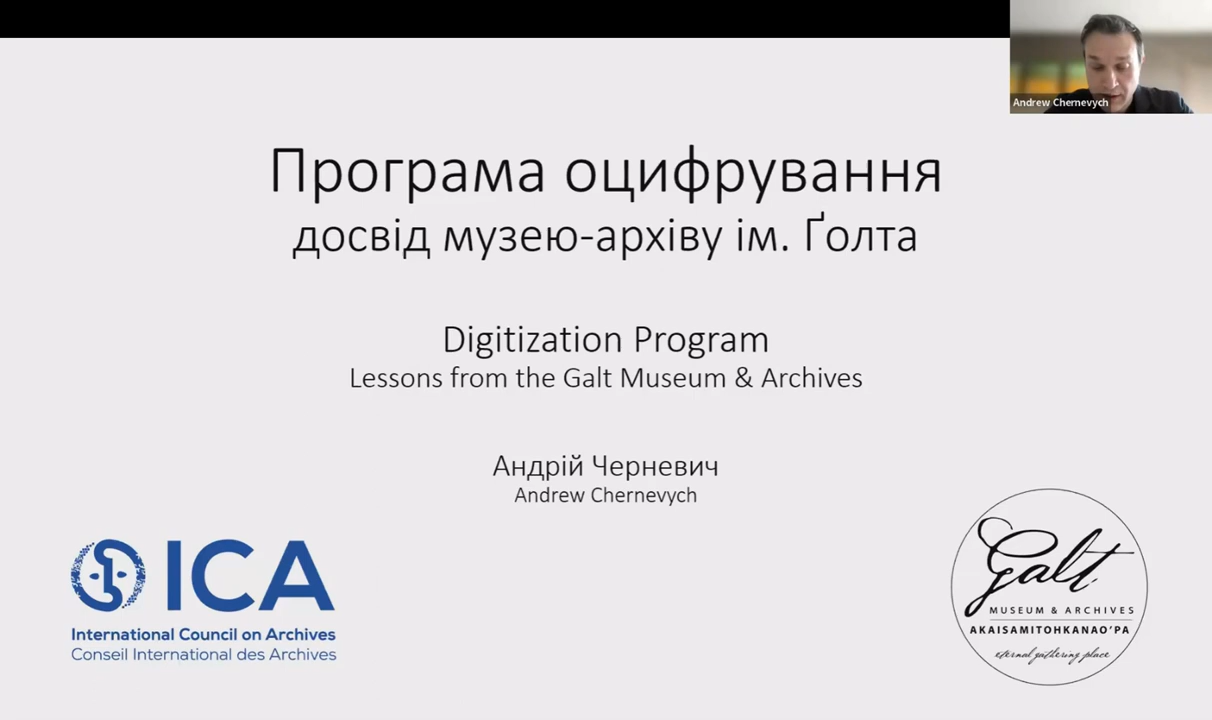 Andrew Chernevych
Програма оцифрування
досвід музею-архіву ім. Ґолта
Digitization Program
Lessons from the Galt Museum & Archives
Андрій Черневич
Andrew Chernevych
ICA
International Council on Archives
Conseil International des Archives
Galt
MUSEUM & ARCHIVES
AKAISAMITOHKANAO’PA
eternal gathering place